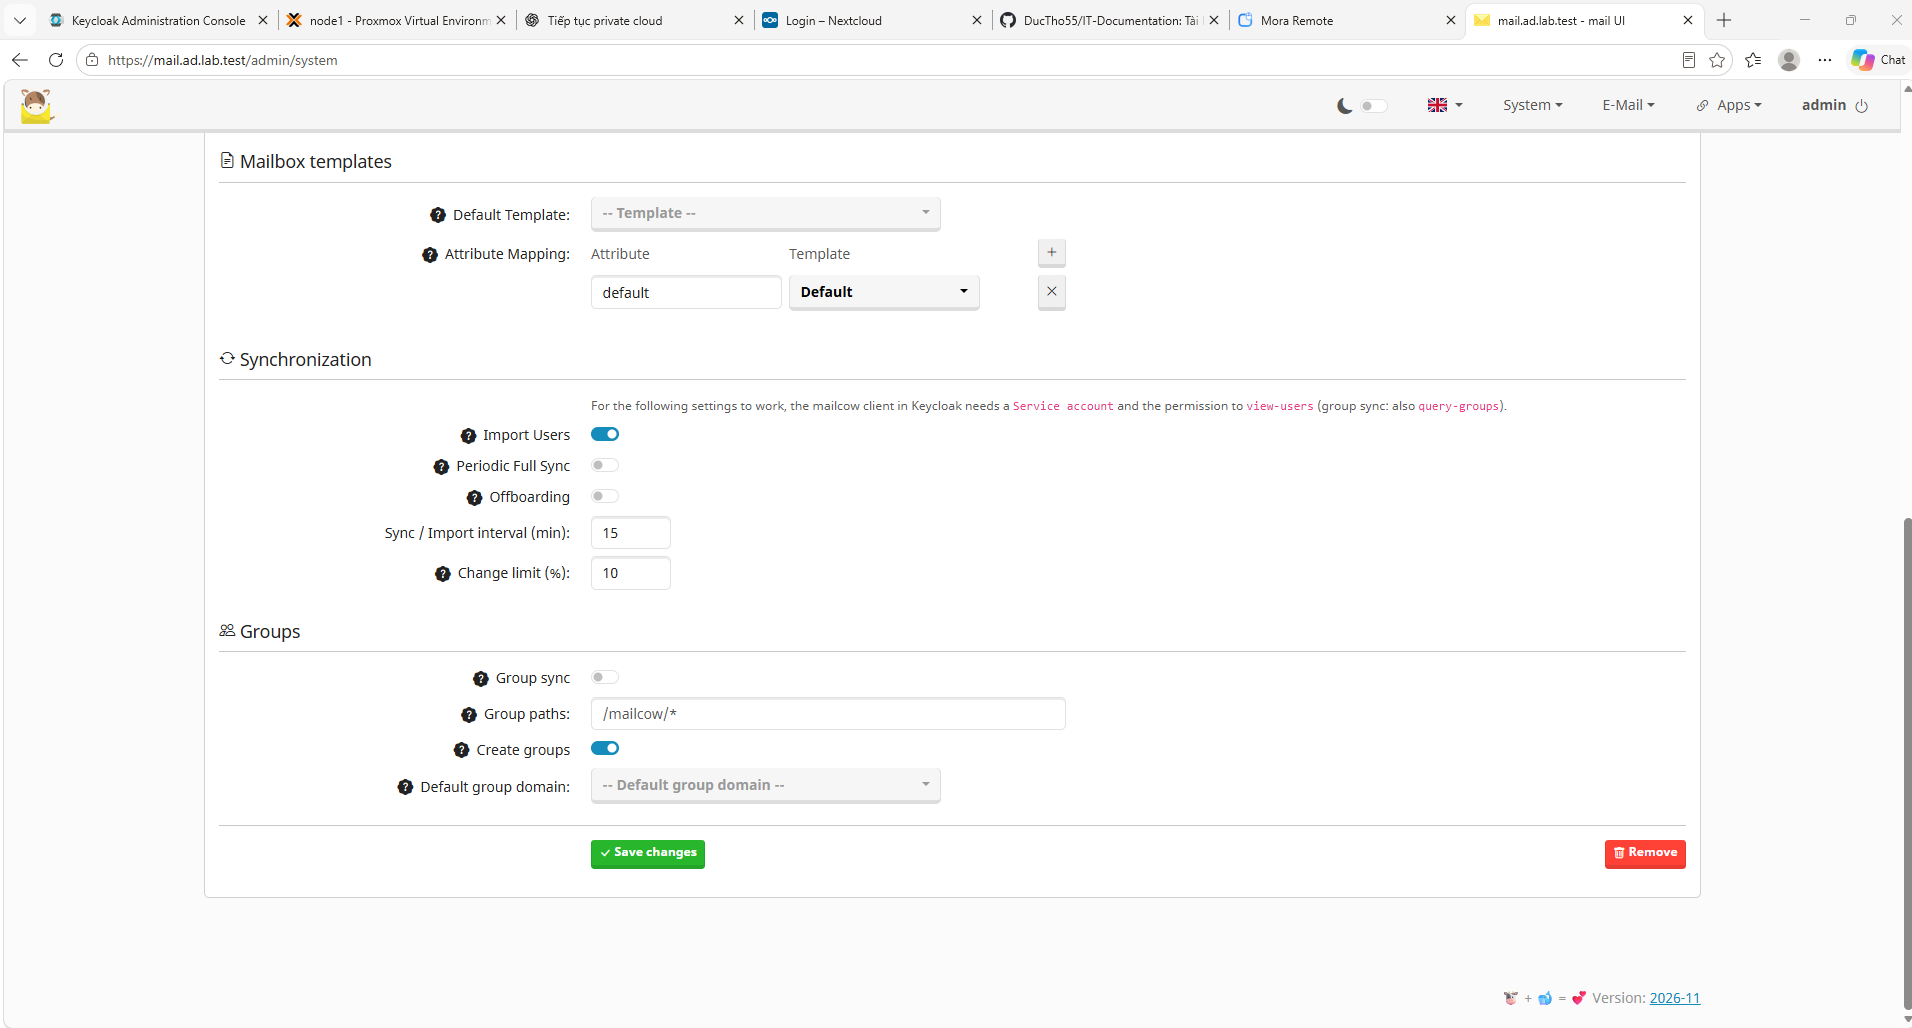 Keycloak Administration Console
node1 - Proxmox Virtual Environm
Tiếp tục private cloud
Login – Nextcloud
DucTho55/IT-Documentation: Tài
Mora Remote
mail.ad.lab.test - mail UI
https://mail.ad.lab.test/admin/system
Chat
System
E-Mail
Apps
admin
Mailbox templates
Default Template: -- Template --
Attribute Mapping: Attribute Template +
default Default
Synchronization
For the following settings to work, the mailcow client in Keycloak needs a Service account and the permission to view-users (group sync: also query-groups).
Import Users
Periodic Full Sync
Offboarding
Sync / Import interval (min): 15
Change limit (%): 10
Groups
Group sync
Group paths: /mailcow/*
Create groups
Default group domain: -- Default group domain --
Save changes
Remove
+ = Version: 2026-11